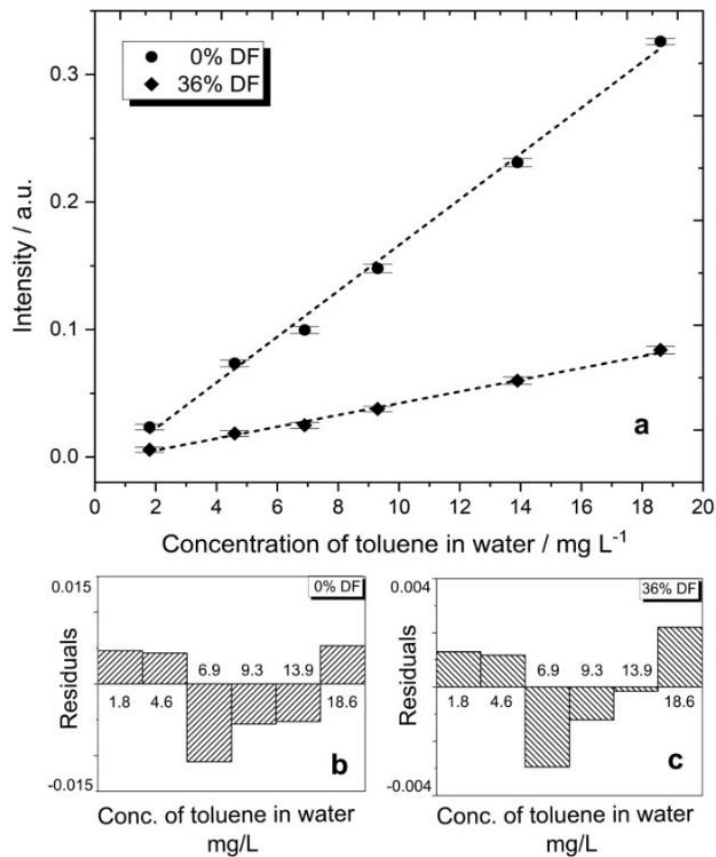 0% DF
36% DF
0.3
0.2
0.1
0.0
Intensity / a.u.
a
0 2 4 6 8 10 12 14 16 18 20
Concentration of toluene in water / mg L⁻¹
0.015
-0.015
Residuals
0% DF
6.9 9.3 13.9
1.8 4.6 18.6
b
Conc. of toluene in water
mg/L
0.004
-0.004
Residuals
36% DF
6.9 9.3 13.9
1.8 4.6 18.6
c
Conc. of toluene in water
mg/L